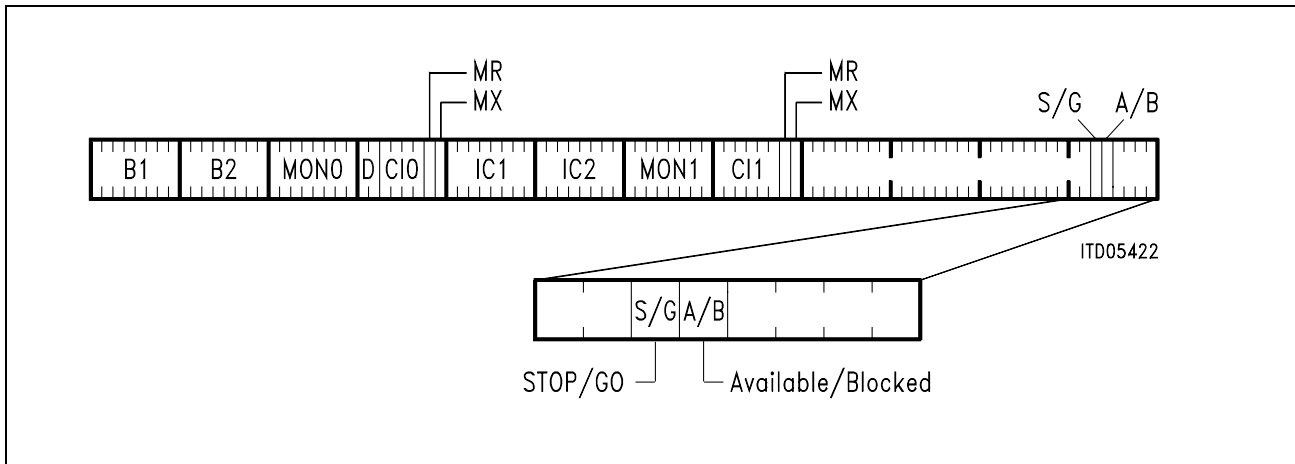 MR
MX
MR
MX
S/G A/B
B1 B2 MON0 D CI0 IC1 IC2 MON1 CI1
ITD05422
S/G A/B
STOP/GO Available/Blocked